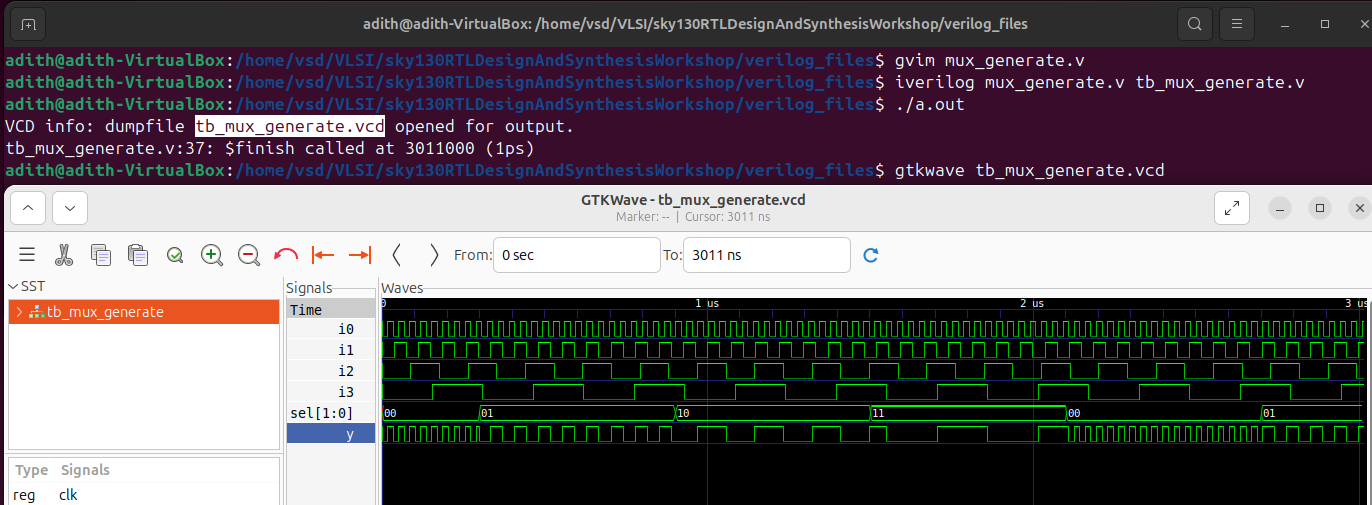 adith@adith-VirtualBox: /home/vsd/VLSI/sky130RTLDesignAndSynthesisWorkshop/verilog_files
adith@adith-VirtualBox:/home/vsd/VLSI/sky130RTLDesignAndSynthesisWorkshop/verilog_files$ gvim mux_generate.v
adith@adith-VirtualBox:/home/vsd/VLSI/sky130RTLDesignAndSynthesisWorkshop/verilog_files$ iverilog mux_generate.v tb_mux_generate.v
adith@adith-VirtualBox:/home/vsd/VLSI/sky130RTLDesignAndSynthesisWorkshop/verilog_files$ ./a.out
VCD info: dumpfile tb_mux_generate.vcd opened for output.
tb_mux_generate.v:37: $finish called at 3011000 (1ps)
adith@adith-VirtualBox:/home/vsd/VLSI/sky130RTLDesignAndSynthesisWorkshop/verilog_files$ gtkwave tb_mux_generate.vcd
GTKWave - tb_mux_generate.vcd
Marker: -- | Cursor: 3011 ns
From: 0 sec To: 3011 ns
SST
tb_mux_generate
Type Signals
reg clk
Signals
Time
i0
i1
i2
i3
sel[1:0]
y
Waves
0 1 us 2 us 3 us
00 01 10 11 00 01